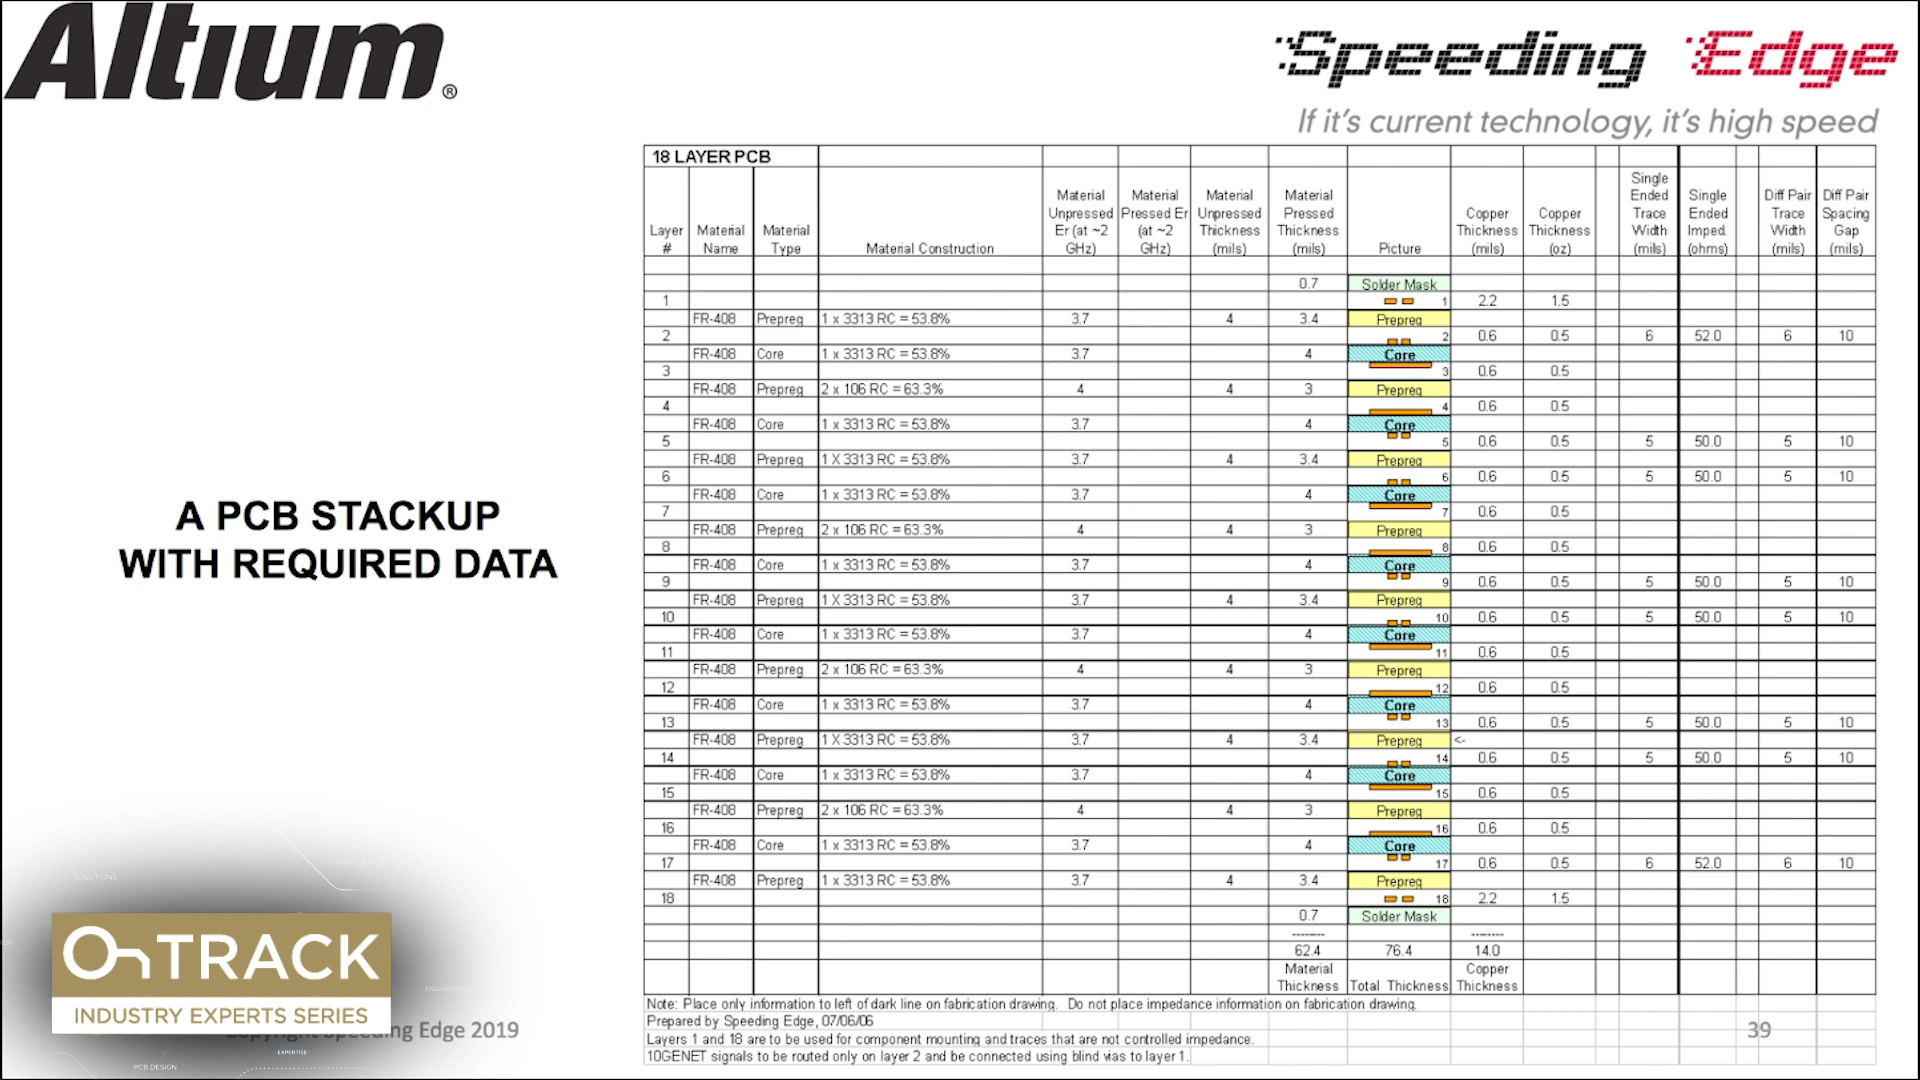 Altium®
Speeding Edge
If it's current technology, it's high speed
A PCB STACKUP
WITH REQUIRED DATA
18 LAYER PCB
Layer # Material Name Material Type Material Construction Material Unpressed Er (at ~2 GHz) Material Pressed Er (at ~2 GHz) Material Unpressed Thickness (mils) Material Pressed Thickness (mils) Picture Copper Thickness (mils) Copper Thickness (oz) Single Ended Trace Width (mils) Single Ended Imped. (ohms) Diff Pair Trace Width (mils) Diff Pair Spacing Gap (mils)
0.7 Solder Mask
1 1 2.2 1.5
FR-408 Prepreg 1 x 3313 RC = 53.8% 3.7 4 3.4 Prepreg
2 2 0.6 0.5 6 52.0 6 10
FR-408 Core 1 x 3313 RC = 53.8% 3.7 4 Core
3 3 0.6 0.5
FR-408 Prepreg 2 x 106 RC = 63.3% 4 4 3 Prepreg
4 4 0.6 0.5
FR-408 Core 1 x 3313 RC = 53.8% 3.7 4 Core
5 5 0.6 0.5 5 50.0 5 10
FR-408 Prepreg 1 X 3313 RC = 53.8% 3.7 4 3.4 Prepreg
6 6 0.6 0.5 5 50.0 5 10
FR-408 Core 1 x 3313 RC = 53.8% 3.7 4 Core
7 7 0.6 0.5
FR-408 Prepreg 2 x 106 RC = 63.3% 4 4 3 Prepreg
8 8 0.6 0.5
FR-408 Core 1 x 3313 RC = 53.8% 3.7 4 Core
9 9 0.6 0.5 5 50.0 5 10
FR-408 Prepreg 1 X 3313 RC = 53.8% 3.7 4 3.4 Prepreg
10 10 0.6 0.5 5 50.0 5 10
FR-408 Core 1 x 3313 RC = 53.8% 3.7 4 Core
11 11 0.6 0.5
FR-408 Prepreg 2 x 106 RC = 63.3% 4 4 3 Prepreg
12 12 0.6 0.5
FR-408 Core 1 x 3313 RC = 53.8% 3.7 4 Core
13 13 0.6 0.5 5 50.0 5 10
FR-408 Prepreg 1 X 3313 RC = 53.8% 3.7 4 3.4 Prepreg <-
14 14 0.6 0.5 5 50.0 5 10
FR-408 Core 1 x 3313 RC = 53.8% 3.7 4 Core
15 15 0.6 0.5
FR-408 Prepreg 2 x 106 RC = 63.3% 4 4 3 Prepreg
16 16 0.6 0.5
FR-408 Core 1 x 3313 RC = 53.8% 3.7 4 Core
17 17 0.6 0.5 6 52.0 6 10
FR-408 Prepreg 1 x 3313 RC = 53.8% 3.7 4 3.4 Prepreg
18 18 2.2 1.5
0.7 Solder Mask
-------- --------
62.4 76.4 14.0
Material Thickness Total Thickness Copper Thickness
Note: Place only information to left of dark line on fabrication drawing. Do not place impedance information on fabrication drawing.
Prepared by Speeding Edge, 07/06/06
Layers 1 and 18 are to be used for component mounting and traces that are not controlled impedance.
10GENET signals to be routed only on layer 2 and be connected using blind vias to layer 1.
SOLUTIONS
OnTRACK
INDUSTRY EXPERTS SERIES
Copyright Speeding Edge 2019
39
EXPERTISE
PCB DESIGN